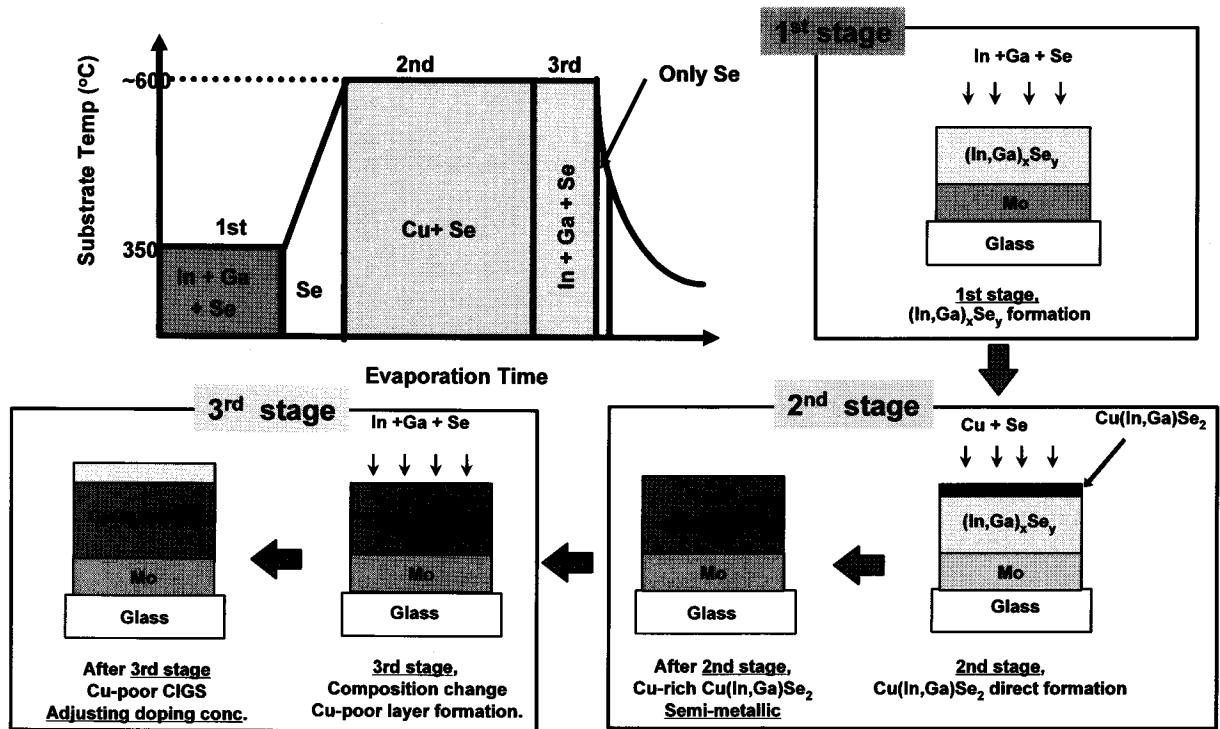 Substrate Temp (°C)
~600
350
1st
2nd
3rd
Only Se
In + Ga
+ Se
Se
Cu+ Se
In + Ga + Se
Evaporation Time
1st stage
In +Ga + Se
(In,Ga)xSey
Mo
Glass
1st stage,
(In,Ga)xSey formation
2nd stage
Cu + Se
Cu(In,Ga)Se2
(In,Ga)xSey
Mo
Glass
2nd stage,
Cu(In,Ga)Se2 direct formation
Mo
Glass
After 2nd stage,
Cu-rich Cu(In,Ga)Se2
Semi-metallic
3rd stage
In +Ga + Se
Mo
Glass
3rd stage,
Composition change
Cu-poor layer formation.
Mo
Glass
After 3rd stage
Cu-poor CIGS
Adjusting doping conc.